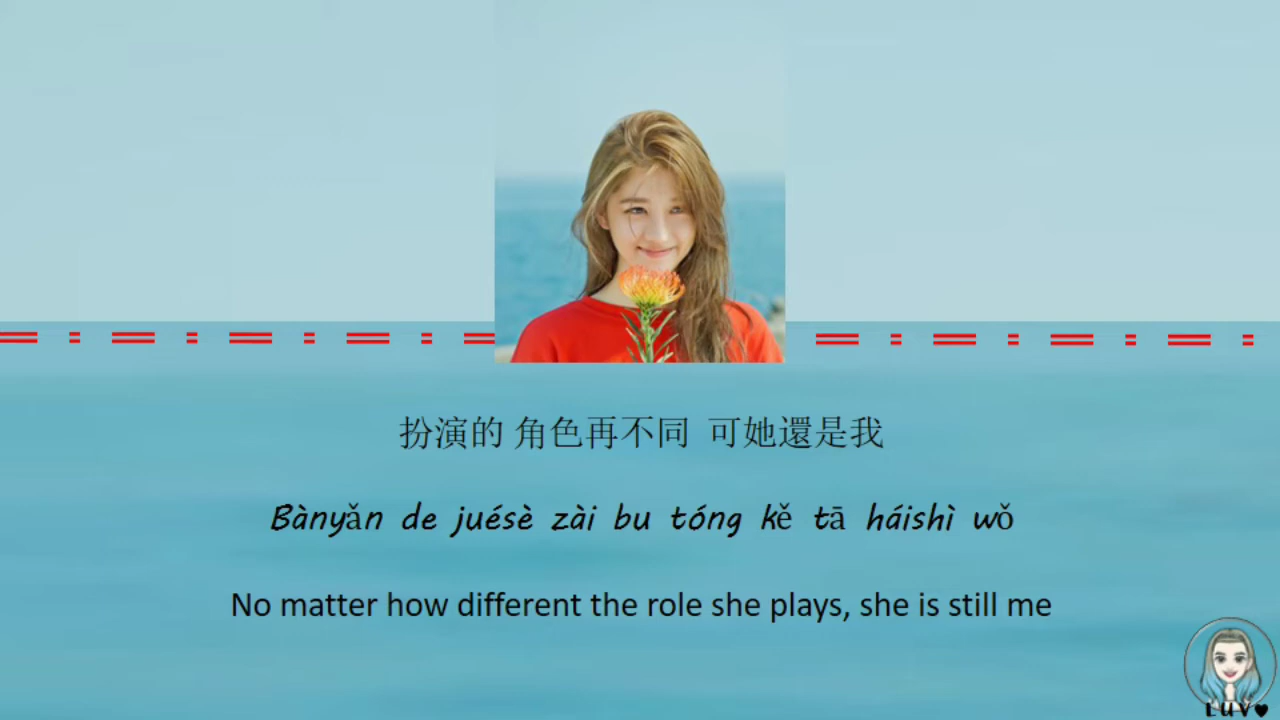 扮演的 角色再不同 可她還是我
Bànyǎn de juésè zài bu tóng kě tā háishì wǒ
No matter how different the role she plays, she is still me
LUV♥